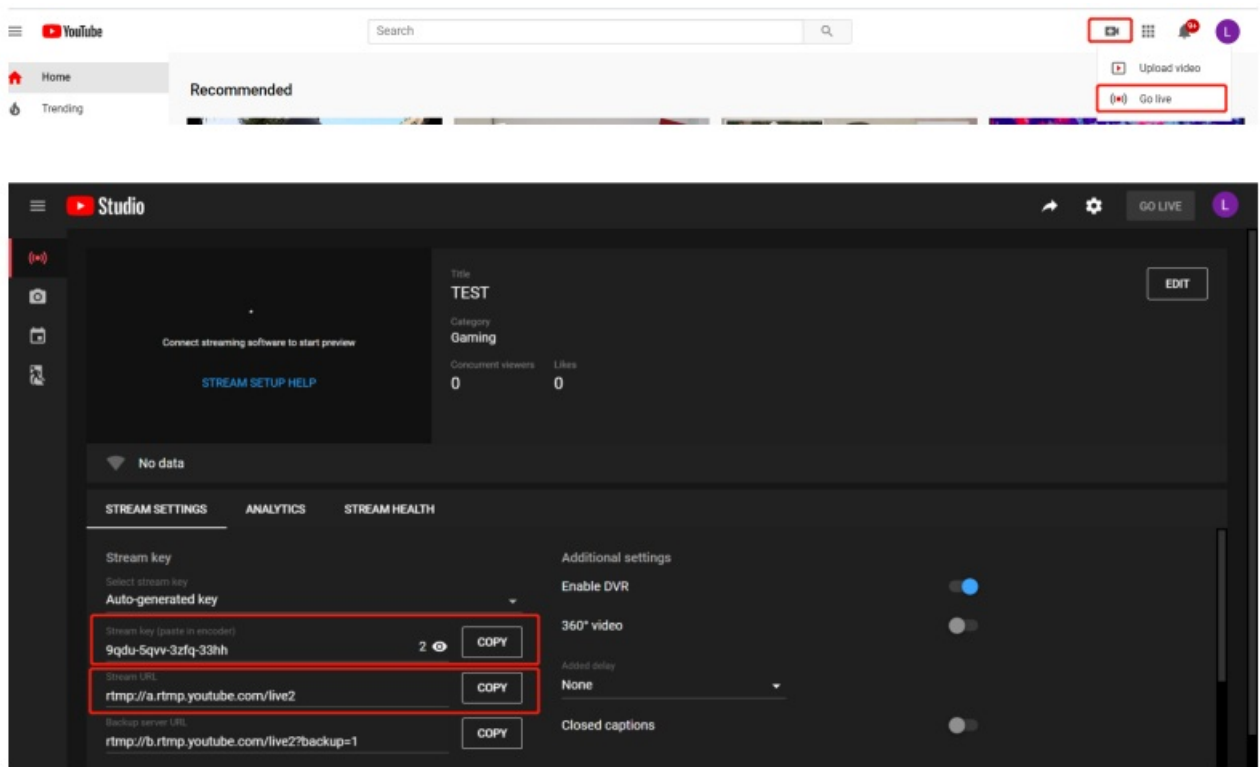 YouTube
Search
9+
L
Upload video
Home
Recommended
Go live
Trending
Studio
GO LIVE
L
Title
TEST
EDIT
Category
Gaming
Connect streaming software to start preview
Concurrent viewers Likes
0 0
STREAM SETUP HELP
No data
STREAM SETTINGS ANALYTICS STREAM HEALTH
Stream key
Select stream key
Auto-generated key
Stream key (paste in encoder)
9qdu-5qvv-3zfq-33hh
2
COPY
Stream URL
rtmp://a.rtmp.youtube.com/live2
COPY
Backup server URL
rtmp://b.rtmp.youtube.com/live2?backup=1
COPY
Additional settings
Enable DVR
360° video
Added delay
None
Closed captions